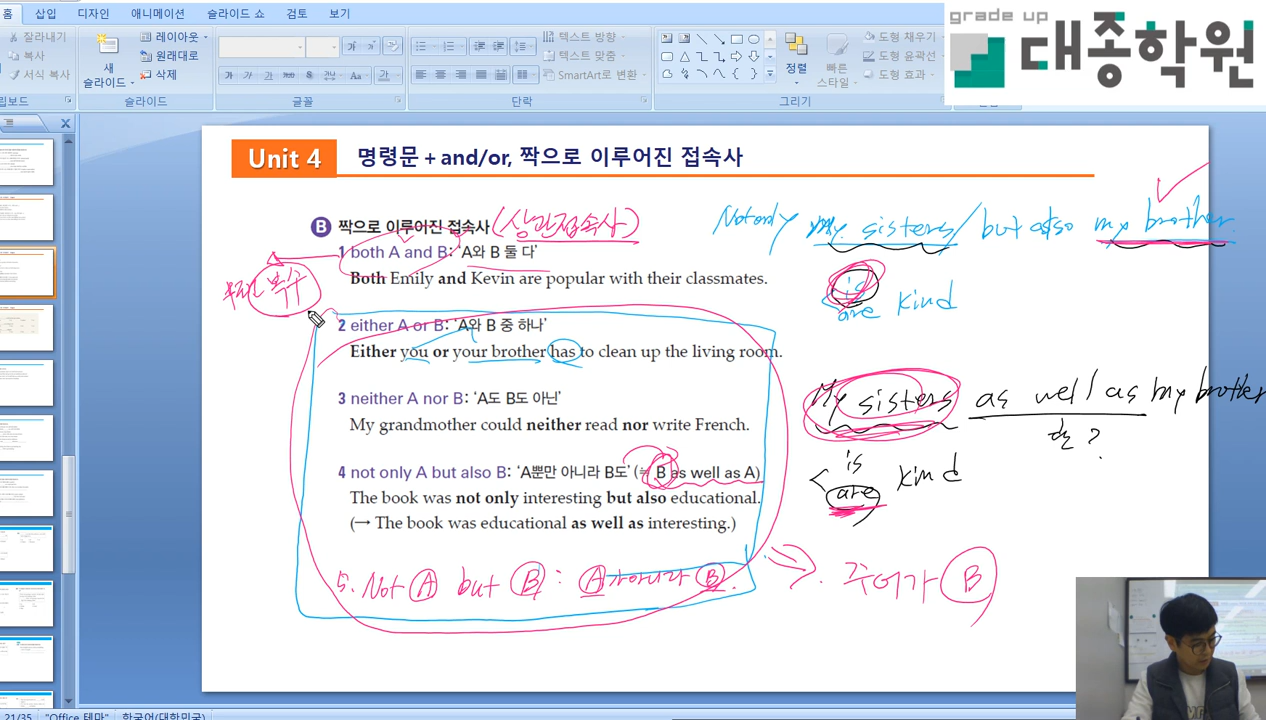 홈 삽입 디자인 애니메이션 슬라이드 쇼 검토 보기
잘라내기
복사
서식 복사
새
슬라이드
레이아웃
원래대로
삭제
슬라이드
글꼴
텍스트 방향
텍스트 맞춤
SmartArt로 변환
단락
정렬
빠른
스타일
도형 채우기
도형 윤곽선
도형 효과
그리기
grade up
대종학원
Unit 4 명령문 + and/or, 짝으로 이루어진 접속사
B 짝으로 이루어진 접속사 (상관접속사)
Not only my sisters / but also my brother.
is
are kind
1 both A and B: ‘A와 B 둘 다’
Both Emily and Kevin are popular with their classmates.
무조건 복수
2 either A or B: ‘A와 B 중 하나’
Either you or your brother has to clean up the living room.
3 neither A nor B: ‘A도 B도 아닌’
My grandmother could neither read nor write French.
My sisters as well as my brother
?
is
are kind
4 not only A but also B: ‘A뿐만 아니라 B도’ (≒ B as well as A)
The book was not only interesting but also educational.
(→ The book was educational as well as interesting.)
5. Not A but B : A가 아니라 B.
주어가 B
21/35 "Office 테마" 한국어(대한민국)